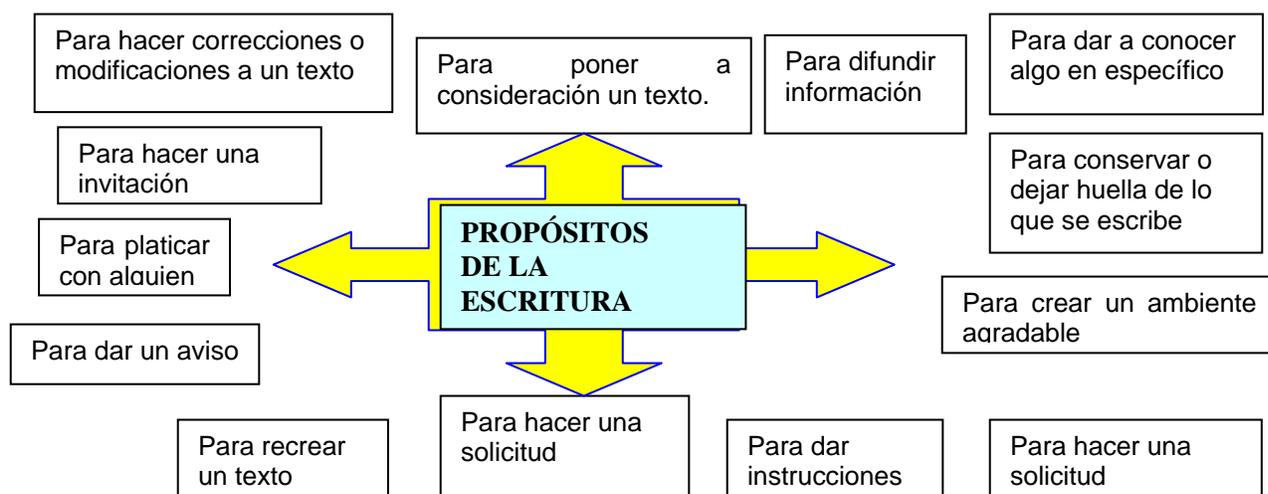 Para hacer correcciones o
modificaciones a un texto
Para poner a
consideración un texto.
Para difundir
información
Para dar a conocer
algo en específico
Para hacer una
invitación
Para conservar o
dejar huella de lo
que se escribe
Para platicar
con alguien
PROPÓSITOS
DE LA
ESCRITURA
Para crear un ambiente
agradable
Para dar un aviso
Para recrear
un texto
Para hacer una
solicitud
Para dar
instrucciones
Para hacer una
solicitud